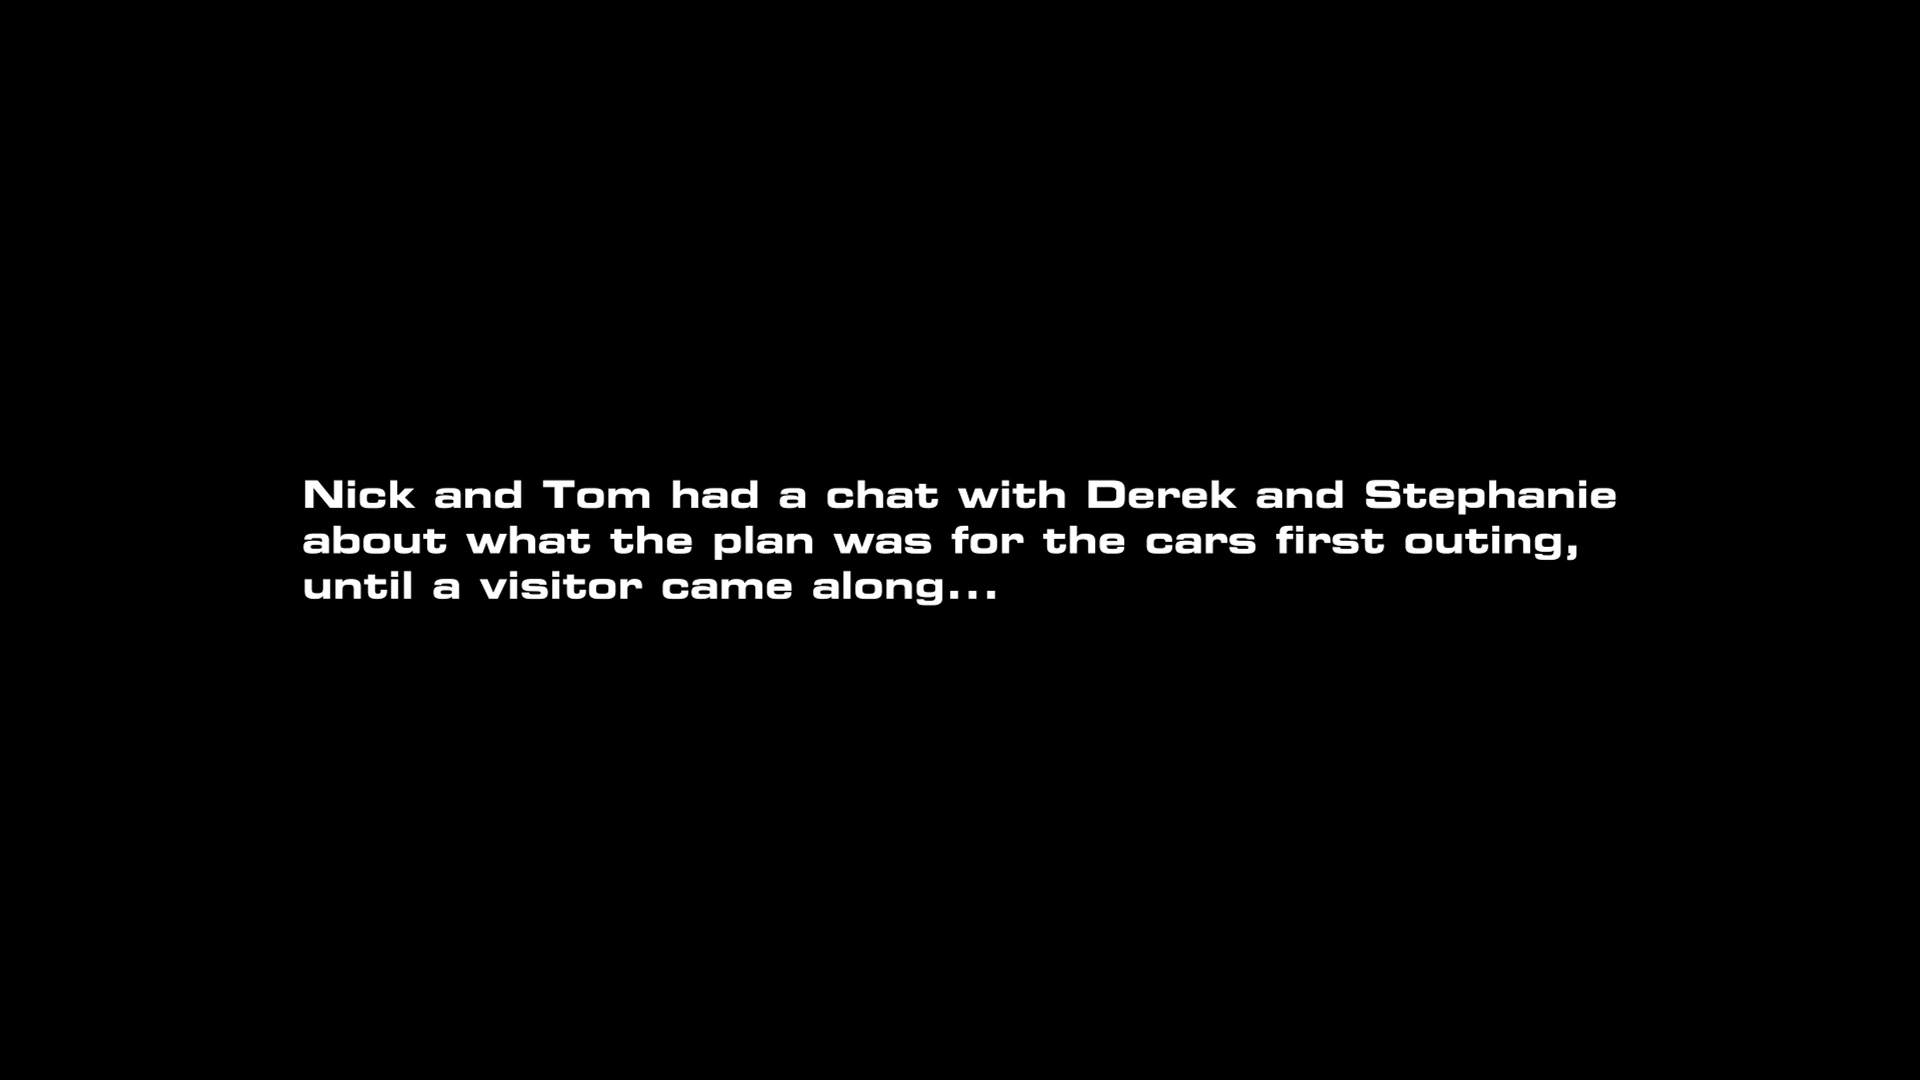 Nick and Tom had a chat with Derek and Stephanie
about what the plan was for the cars first outing,
until a visitor came along...